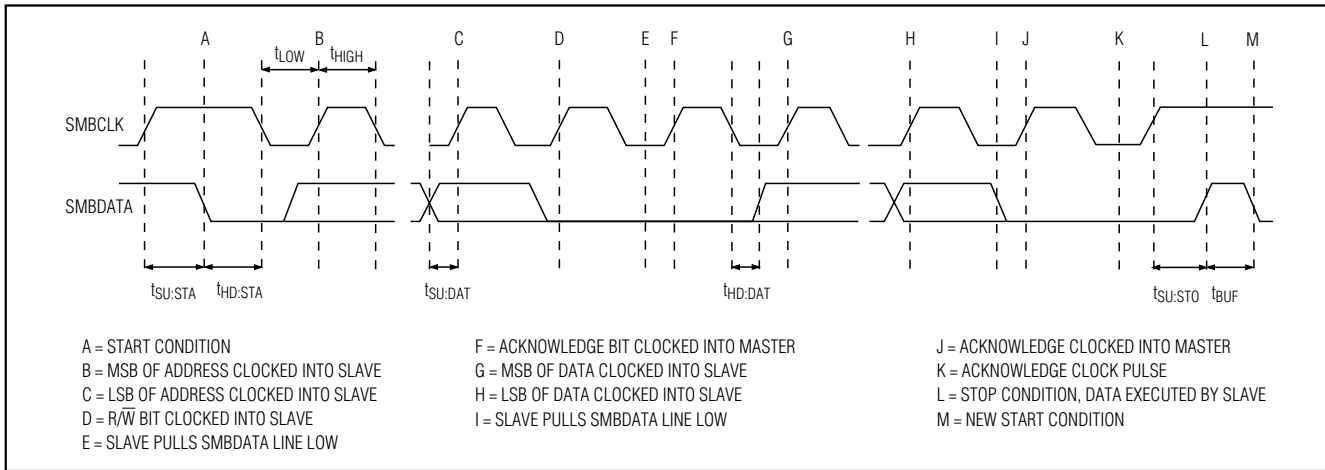 A B C D E F G H I J K L M
tLOW tHIGH
SMBCLK
SMBDATA
tSU:STA tHD:STA tSU:DAT tHD:DAT tSU:STO tBUF
A = START CONDITION
B = MSB OF ADDRESS CLOCKED INTO SLAVE
C = LSB OF ADDRESS CLOCKED INTO SLAVE
D = R/W̅ BIT CLOCKED INTO SLAVE
E = SLAVE PULLS SMBDATA LINE LOW
F = ACKNOWLEDGE BIT CLOCKED INTO MASTER
G = MSB OF DATA CLOCKED INTO SLAVE
H = LSB OF DATA CLOCKED INTO SLAVE
I = SLAVE PULLS SMBDATA LINE LOW
J = ACKNOWLEDGE CLOCKED INTO MASTER
K = ACKNOWLEDGE CLOCK PULSE
L = STOP CONDITION, DATA EXECUTED BY SLAVE
M = NEW START CONDITION